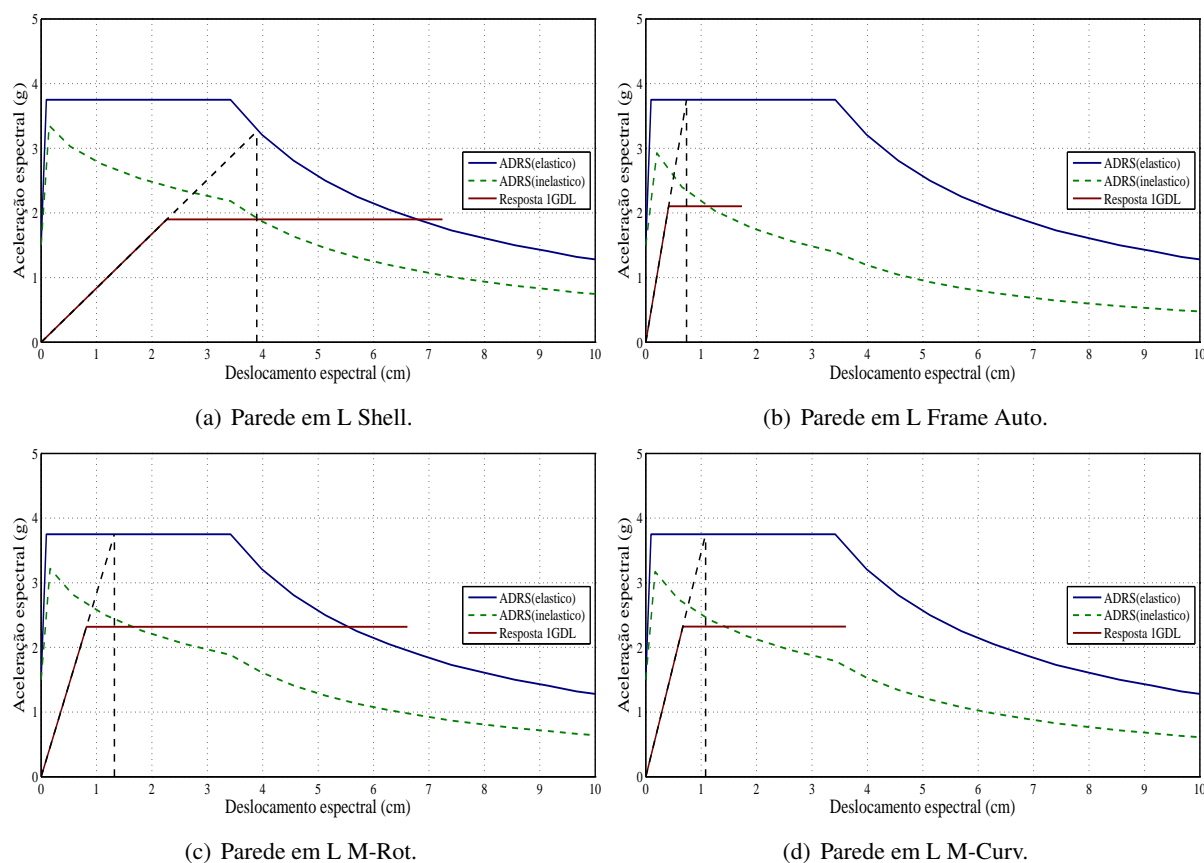 5
4
3
2
1
0
Aceleração espectral (g)
ADRS(elastico)
ADRS(inelastico)
Resposta 1GDL
0 1 2 3 4 5 6 7 8 9 10
Deslocamento espectral (cm)
(a) Parede em L Shell.
5
4
3
2
1
0
Aceleração espectral (g)
ADRS(elastico)
ADRS(inelastico)
Resposta 1GDL
0 1 2 3 4 5 6 7 8 9 10
Deslocamento espectral (cm)
(b) Parede em L Frame Auto.
5
4
3
2
1
0
Aceleração espectral (g)
ADRS(elastico)
ADRS(inelastico)
Resposta 1GDL
0 1 2 3 4 5 6 7 8 9 10
Deslocamento espectral (cm)
(c) Parede em L M-Rot.
5
4
3
2
1
0
Aceleração espectral (g)
ADRS(elastico)
ADRS(inelastico)
Resposta 1GDL
0 1 2 3 4 5 6 7 8 9 10
Deslocamento espectral (cm)
(d) Parede em L M-Curv.